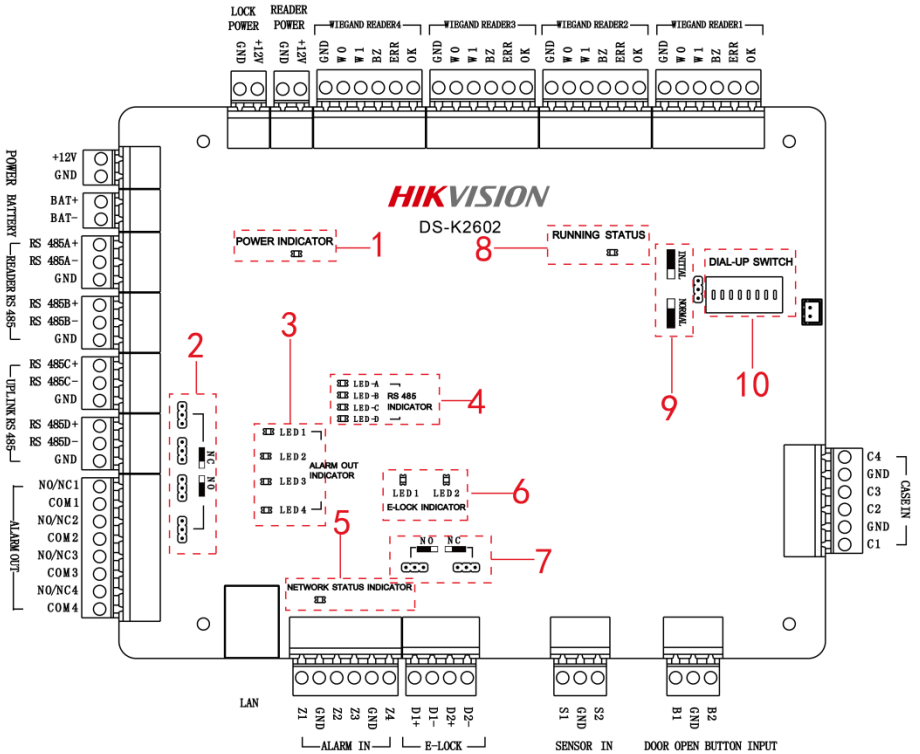 LOCK POWER
READER POWER
WIEGAND READER4
WIEGAND READER3
WIEGAND READER2
WIEGAND READER1
GND
+12V
GND
+12V
GND
W0
W1
BZ
ERR
OK
GND
W0
W1
BZ
ERR
OK
GND
W0
W1
BZ
ERR
OK
GND
W0
W1
BZ
ERR
OK
POWER
+12V
GND
BATTERY
BAT+
BAT-
READER RS 485
RS 485A+
RS 485A-
GND
RS 485B+
RS 485B-
GND
UPLINK RS 485
RS 485C+
RS 485C-
GND
RS 485D+
RS 485D-
GND
ALARM OUT
NO/NC1
COM1
NO/NC2
COM2
NO/NC3
COM3
NO/NC4
COM4
HIKVISION
DS-K2602
POWER INDICATOR
1
8
RUNNING STATUS
INITIAL
NORMAL
9
DIAL-UP SWITCH
10
2
NC
NO
3
LED1
LED2
LED3
LED4
ALARM OUT
INDICATOR
LED-A
LED-B
LED-C
LED-D
RS 485
INDICATOR
4
LED1
LED2
E-LOCK INDICATOR
6
5
NETWORK STATUS INDICATOR
NO
NC
7
C4
GND
C3
C2
GND
C1
CASE IN
LAN
Z1
GND
Z2
Z3
GND
Z4
ALARM IN
D1+
D1-
D2+
D2-
E-LOCK
S1
GND
S2
SENSOR IN
B1
GND
B2
DOOR OPEN BUTTON INPUT